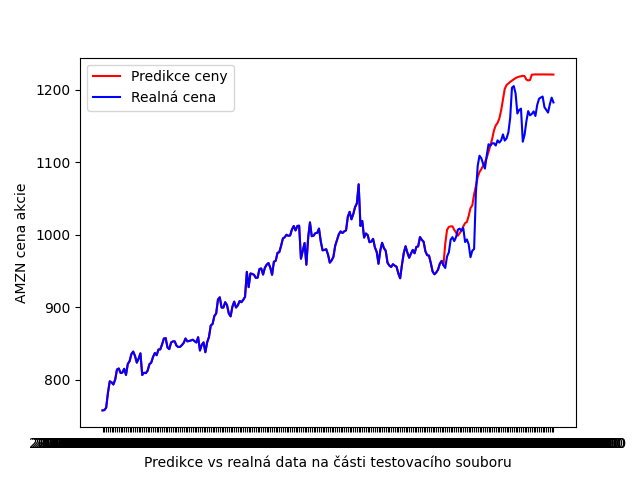 Predikce ceny
Realná cena
1200
1100
1000
900
800
AMZN cena akcie
Predikce vs realná data na části testovacího souboru